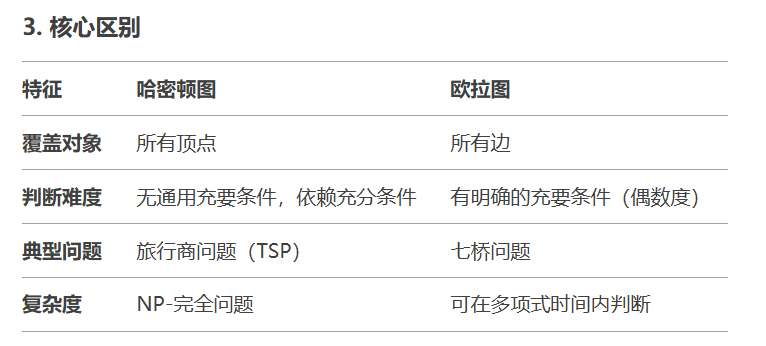 3. 核心区别
特征 哈密顿图 欧拉图
覆盖对象 所有顶点 所有边
判断难度 无通用充要条件，依赖充分条件 有明确的充要条件（偶数度）
典型问题 旅行商问题（TSP） 七桥问题
复杂度 NP-完全问题 可在多项式时间内判断